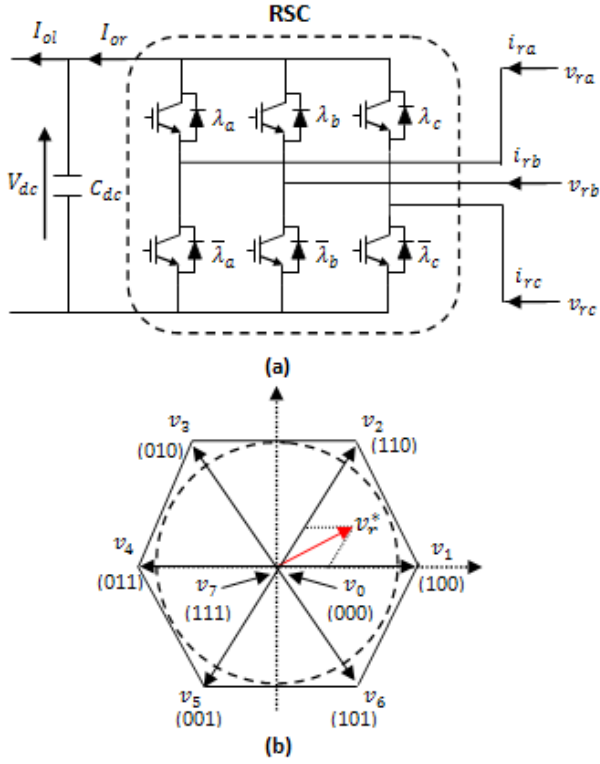 RSC
I_ol I_or i_ra
v_ra
λ_a λ_b λ_c
i_rb
V_dc C_dc v_rb
λ̅_a λ̅_b λ̅_c
i_rc
v_rc
(a)
v_3 v_2
(010) (110)
v_r^*
v_4 v_1
(011) v_7 v_0 (100)
(111) (000)
v_5 v_6
(001) (101)
(b)